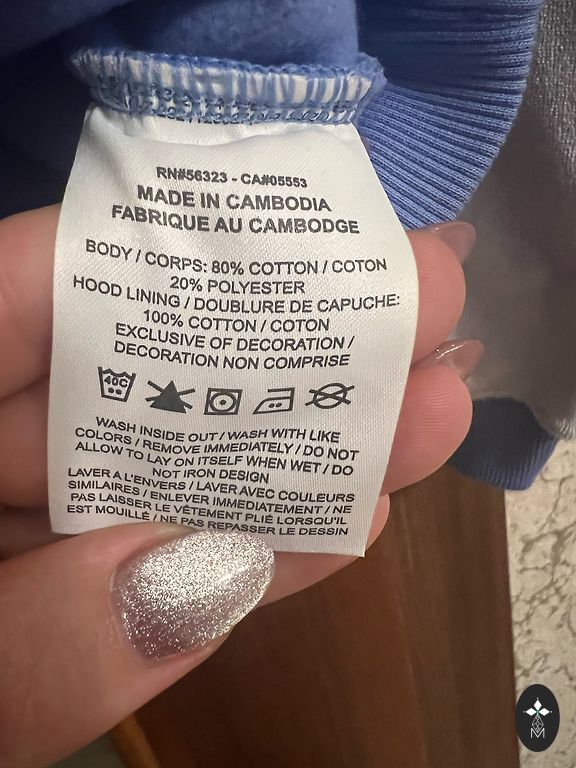 RN#56323 - CA#05553
MADE IN CAMBODIA
FABRIQUE AU CAMBODGE
BODY / CORPS: 80% COTTON / COTON
20% POLYESTER
HOOD LINING / DOUBLURE DE CAPUCHE:
100% COTTON / COTON
EXCLUSIVE OF DECORATION /
DECORATION NON COMPRISE
40C
WASH INSIDE OUT / WASH WITH LIKE
COLORS / REMOVE IMMEDIATELY / DO NOT
ALLOW TO LAY ON ITSELF WHEN WET / DO
NOT IRON DESIGN
LAVER A L'ENVERS / LAVER AVEC COULEURS
SIMILAIRES / ENLEVER IMMEDIATEMENT / NE
PAS LAISSER LE VÊTEMENT PLIÉ LORSQU'IL
EST MOUILLÉ / NE PAS REPASSER LE DESSIN
M